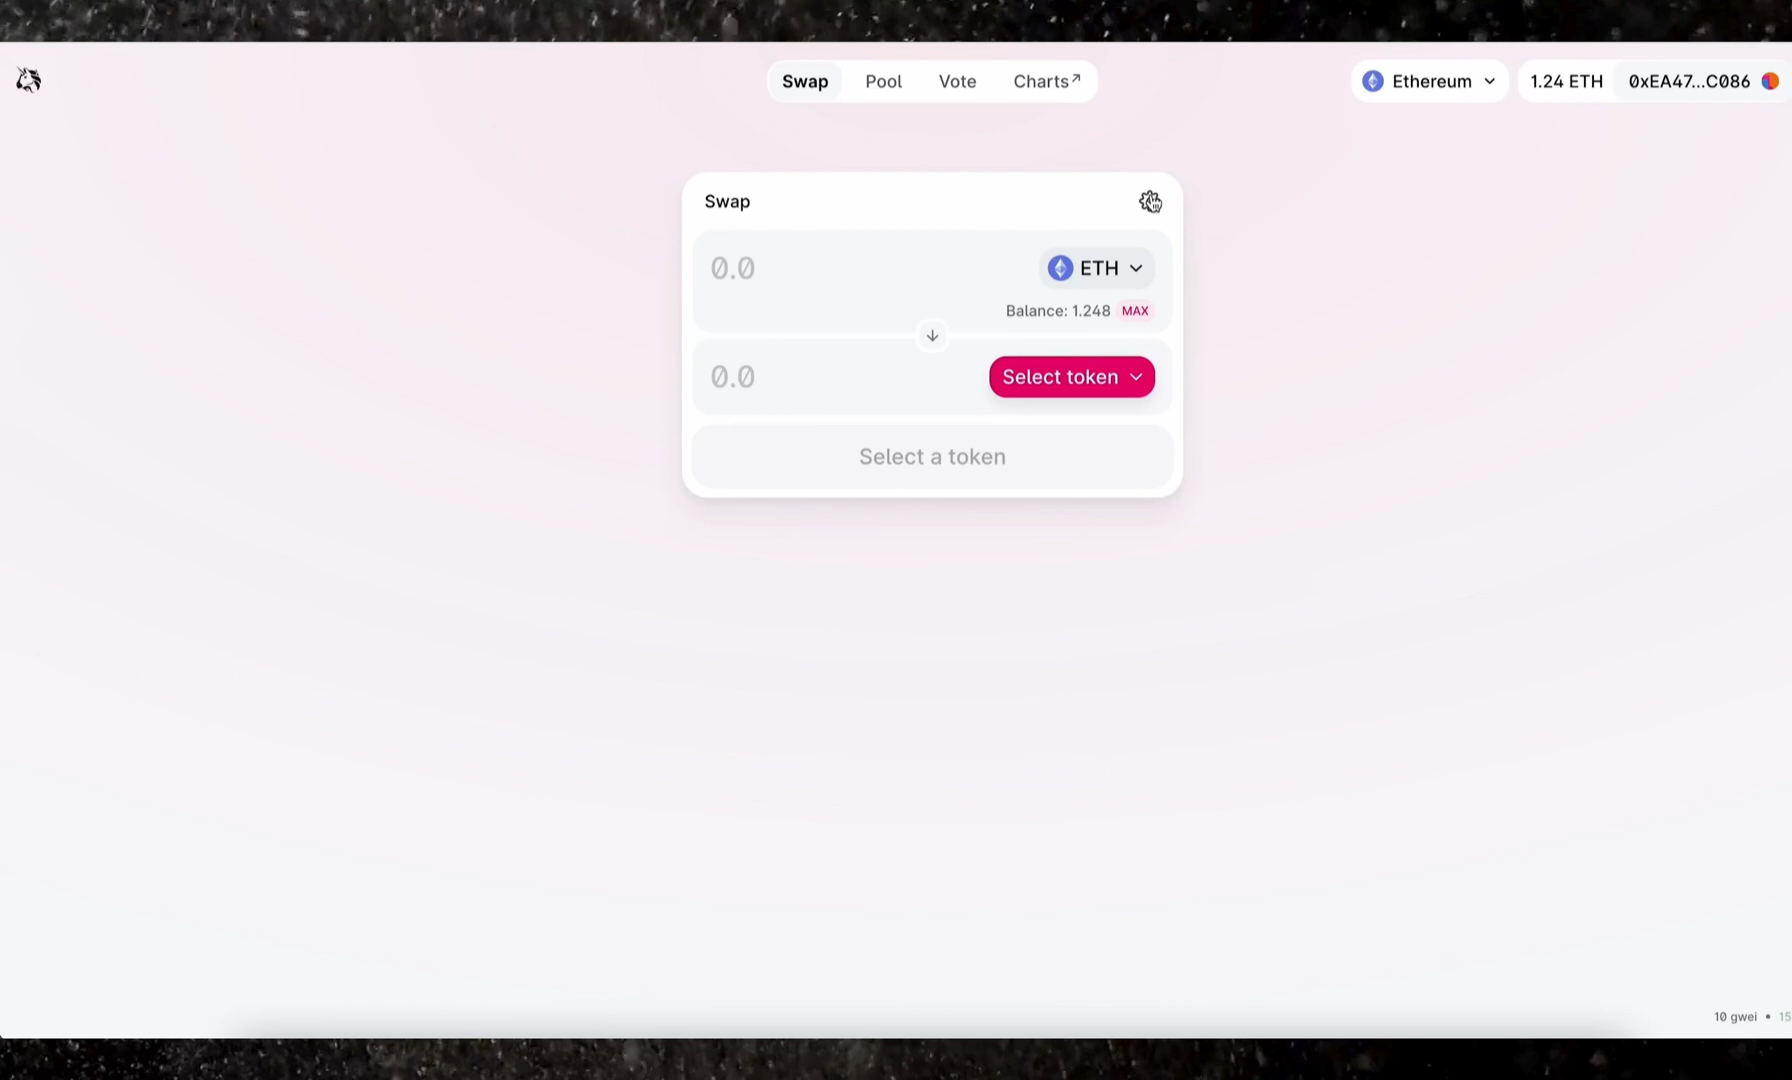 Swap Pool Vote Charts↗ Ethereum 1.24 ETH 0xEA47...C086
Swap
0.0 ETH
Balance: 1.248 MAX
0.0 Select token
Select a token
10 gwei • 15